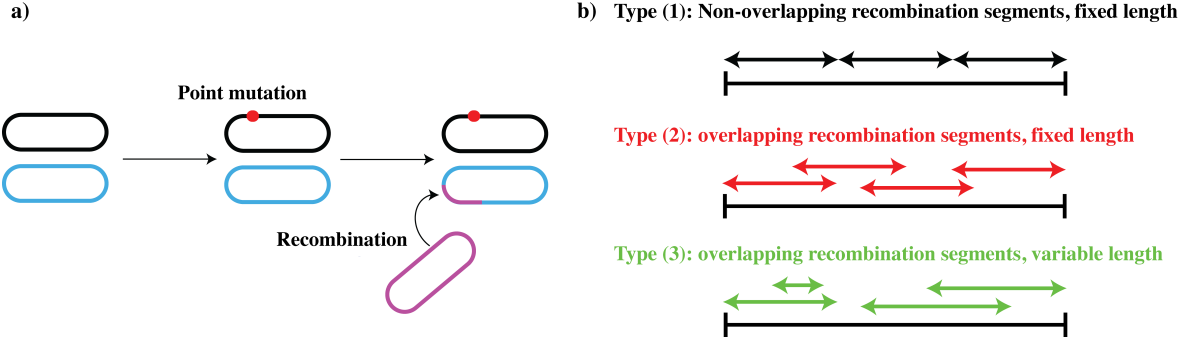 a)
Point mutation
Recombination
b) Type (1): Non-overlapping recombination segments, fixed length
Type (2): overlapping recombination segments, fixed length
Type (3): overlapping recombination segments, variable length